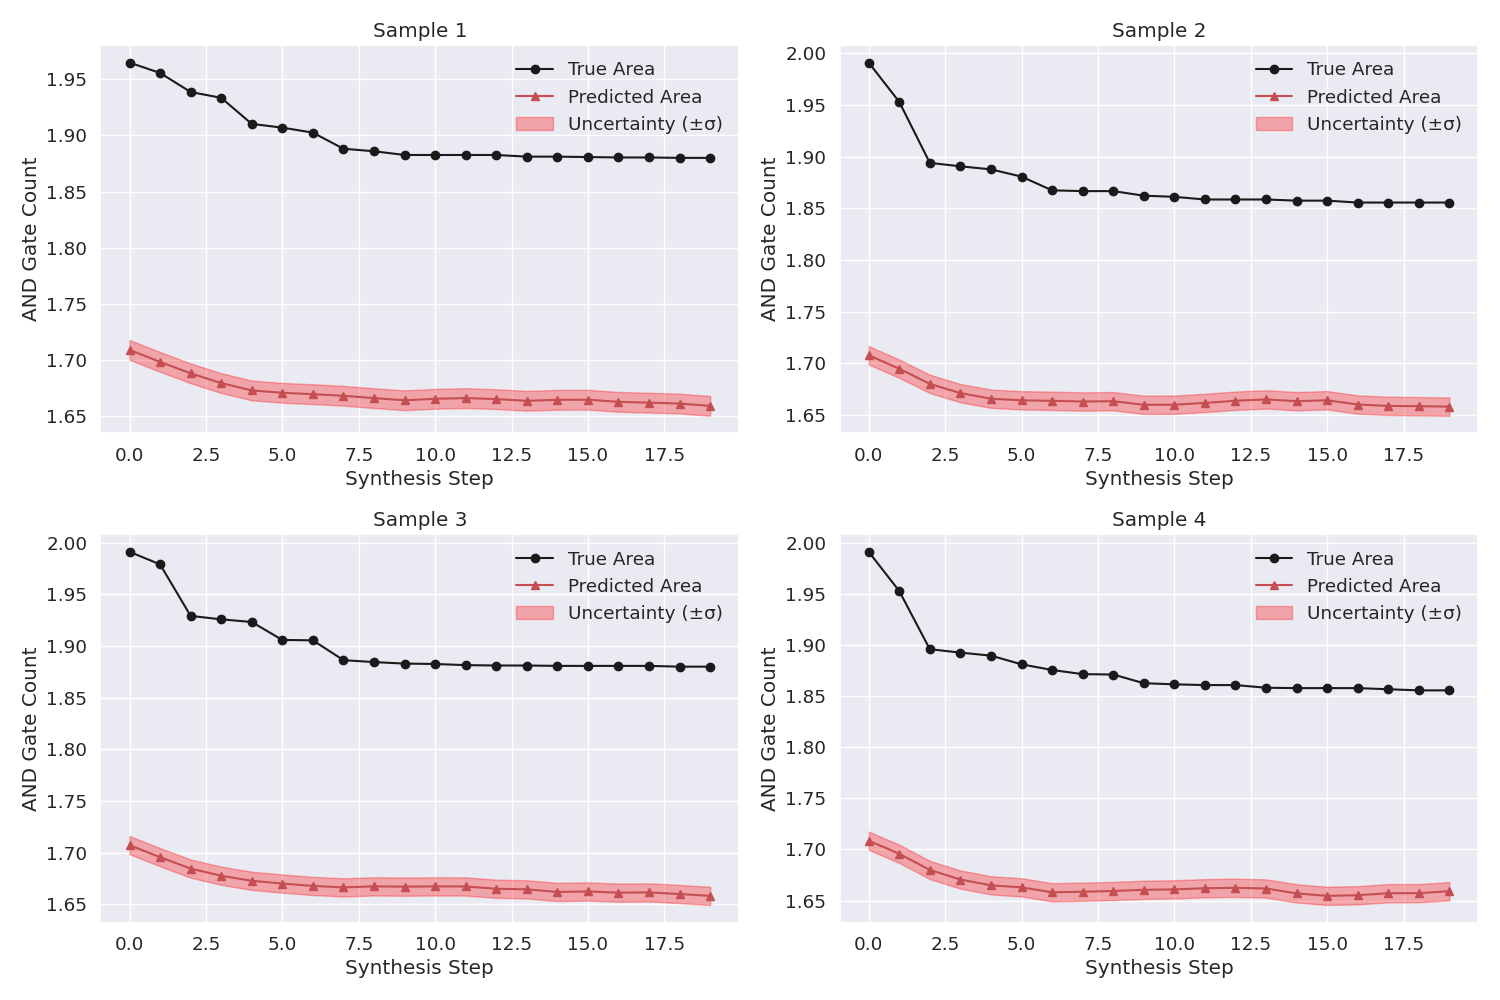 Sample 1
True Area
Predicted Area
Uncertainty (±σ)
AND Gate Count
1.95
1.90
1.85
1.80
1.75
1.70
1.65
0.0 2.5 5.0 7.5 10.0 12.5 15.0 17.5
Synthesis Step
Sample 2
True Area
Predicted Area
Uncertainty (±σ)
AND Gate Count
2.00
1.95
1.90
1.85
1.80
1.75
1.70
1.65
0.0 2.5 5.0 7.5 10.0 12.5 15.0 17.5
Synthesis Step
Sample 3
True Area
Predicted Area
Uncertainty (±σ)
AND Gate Count
2.00
1.95
1.90
1.85
1.80
1.75
1.70
1.65
0.0 2.5 5.0 7.5 10.0 12.5 15.0 17.5
Synthesis Step
Sample 4
True Area
Predicted Area
Uncertainty (±σ)
AND Gate Count
2.00
1.95
1.90
1.85
1.80
1.75
1.70
1.65
0.0 2.5 5.0 7.5 10.0 12.5 15.0 17.5
Synthesis Step